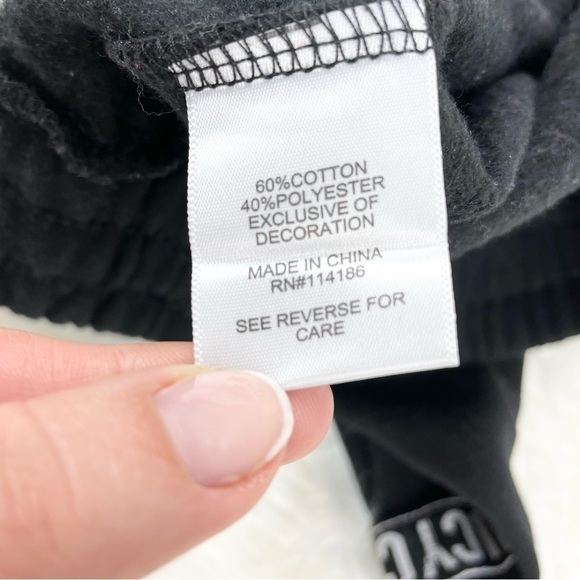 60%COTTON
40%POLYESTER
EXCLUSIVE OF
DECORATION
MADE IN CHINA
RN#114186
SEE REVERSE FOR
CARE